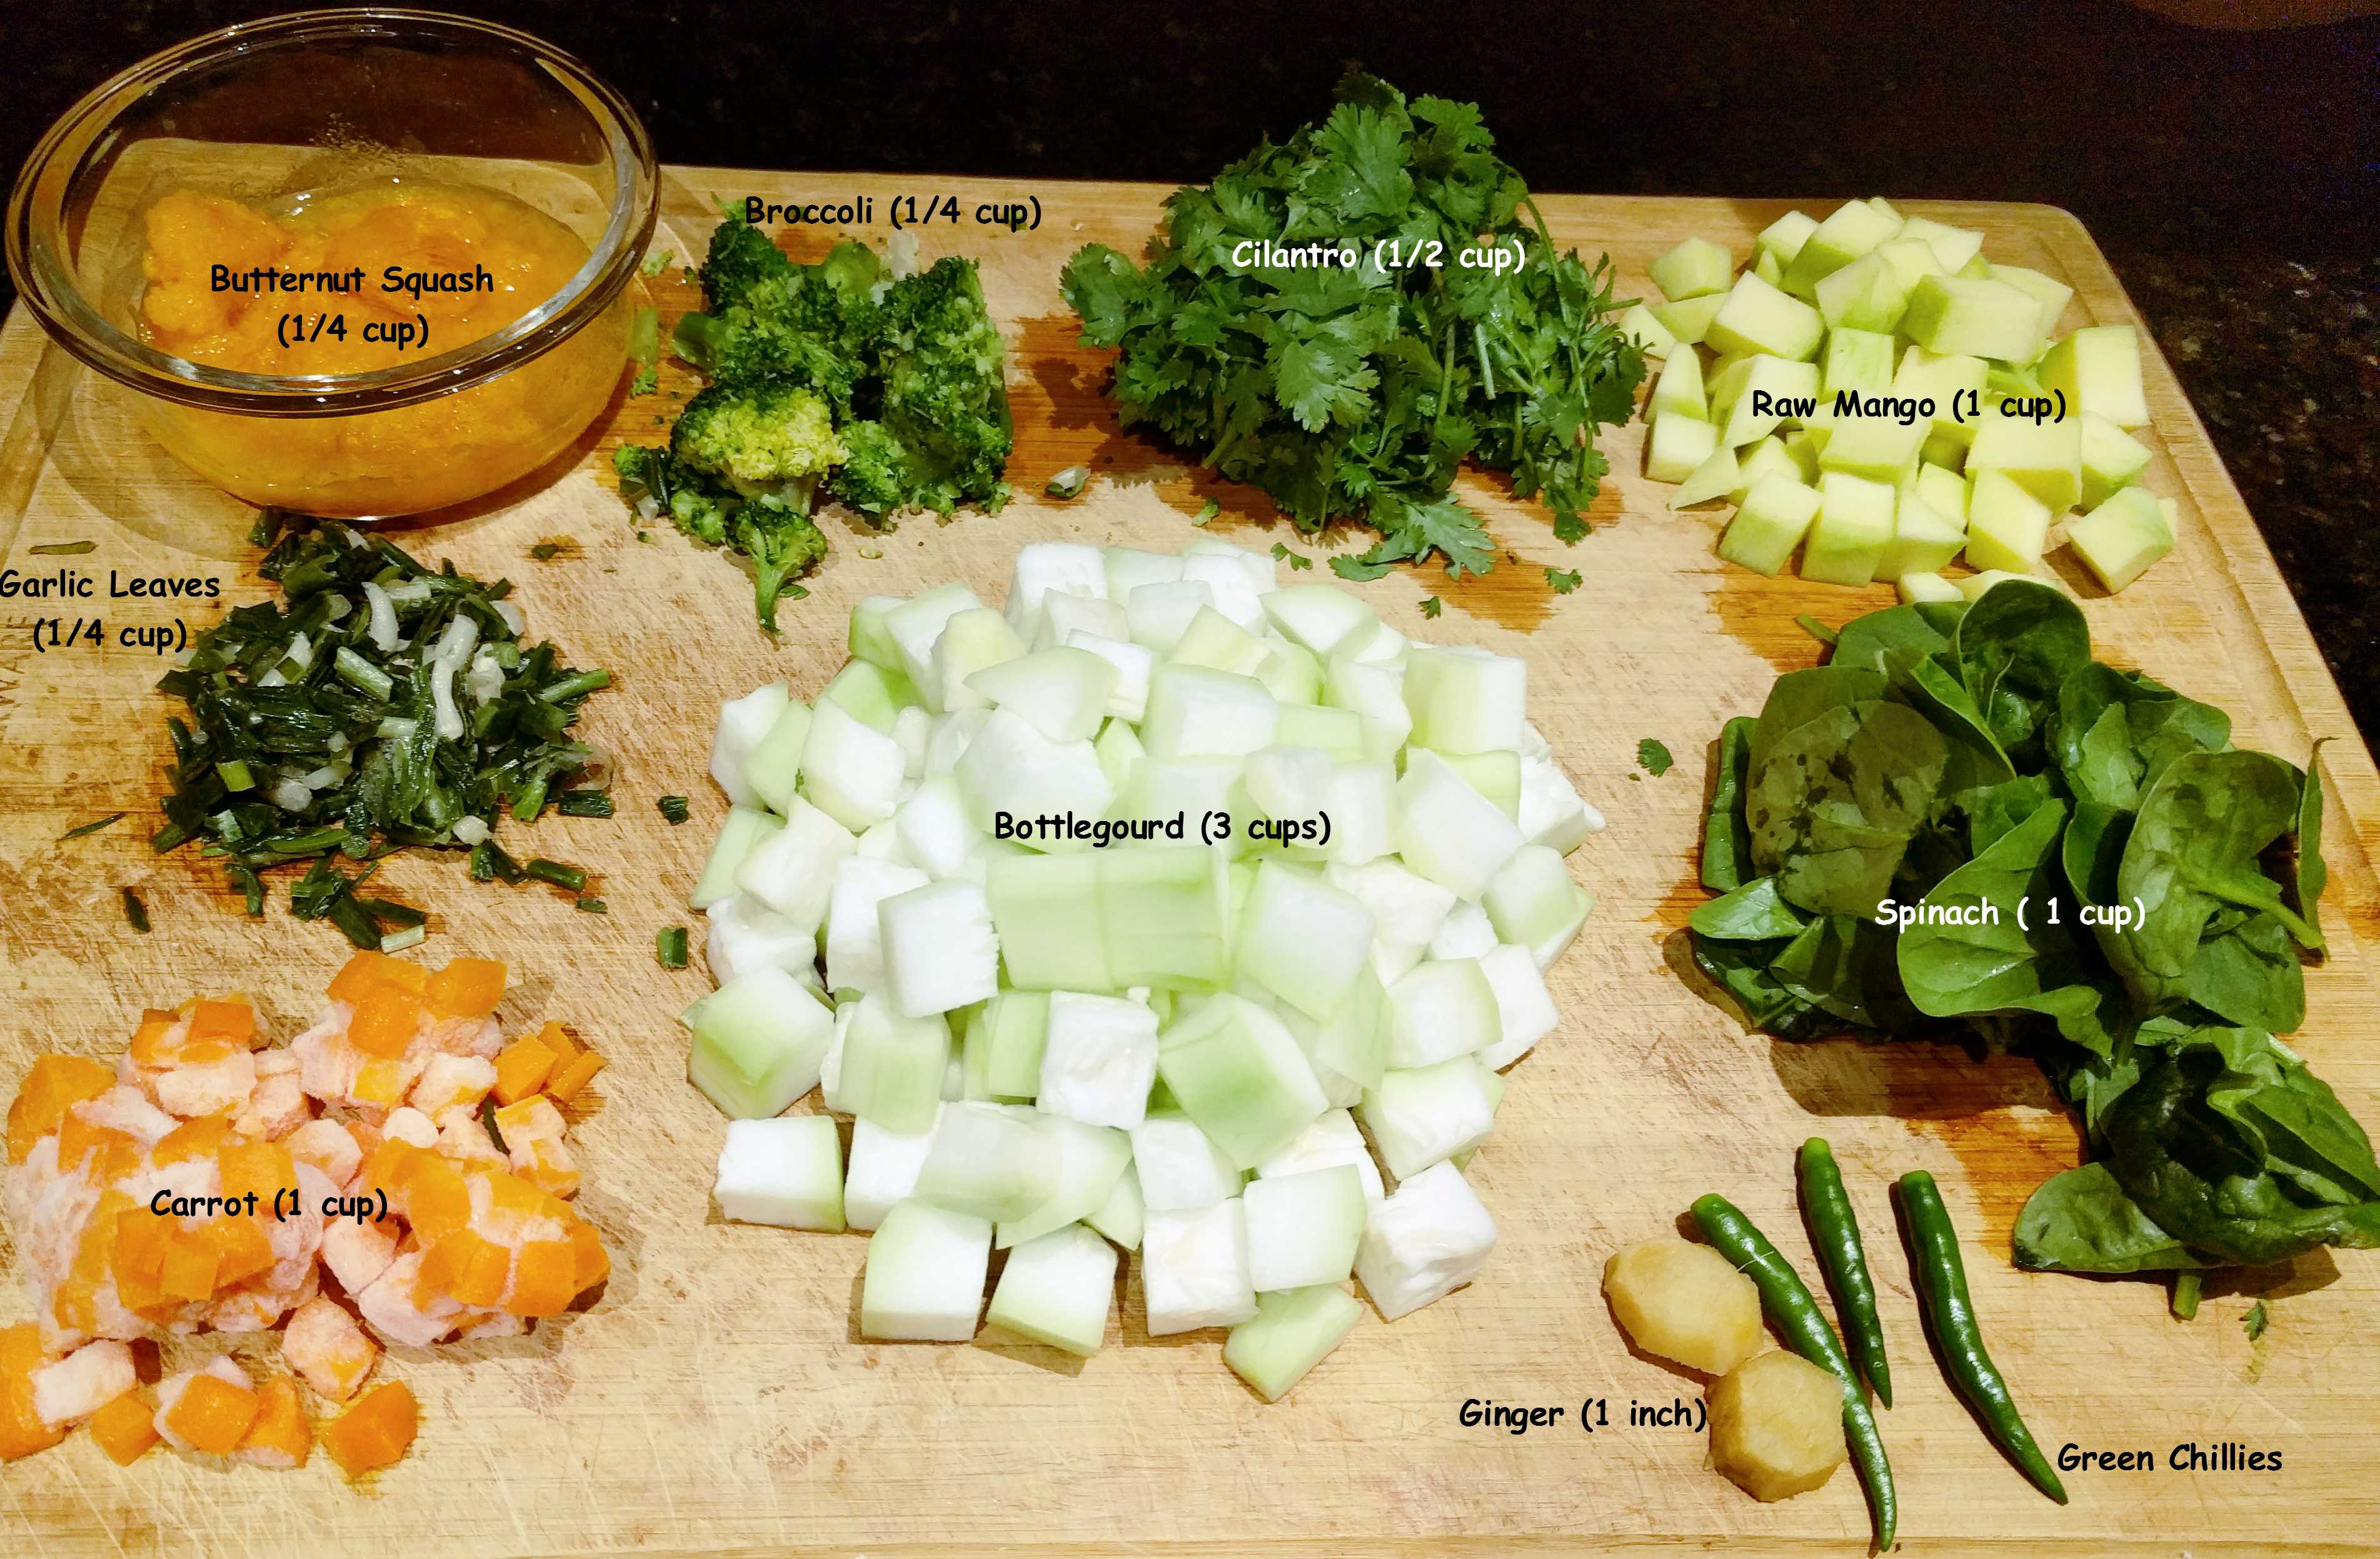 Broccoli (1/4 cup)
Cilantro (1/2 cup)
Butternut Squash
(1/4 cup)
Raw Mango (1 cup)
Garlic Leaves
(1/4 cup)
Bottlegourd (3 cups)
Spinach ( 1 cup)
Carrot (1 cup)
Ginger (1 inch)
Green Chillies